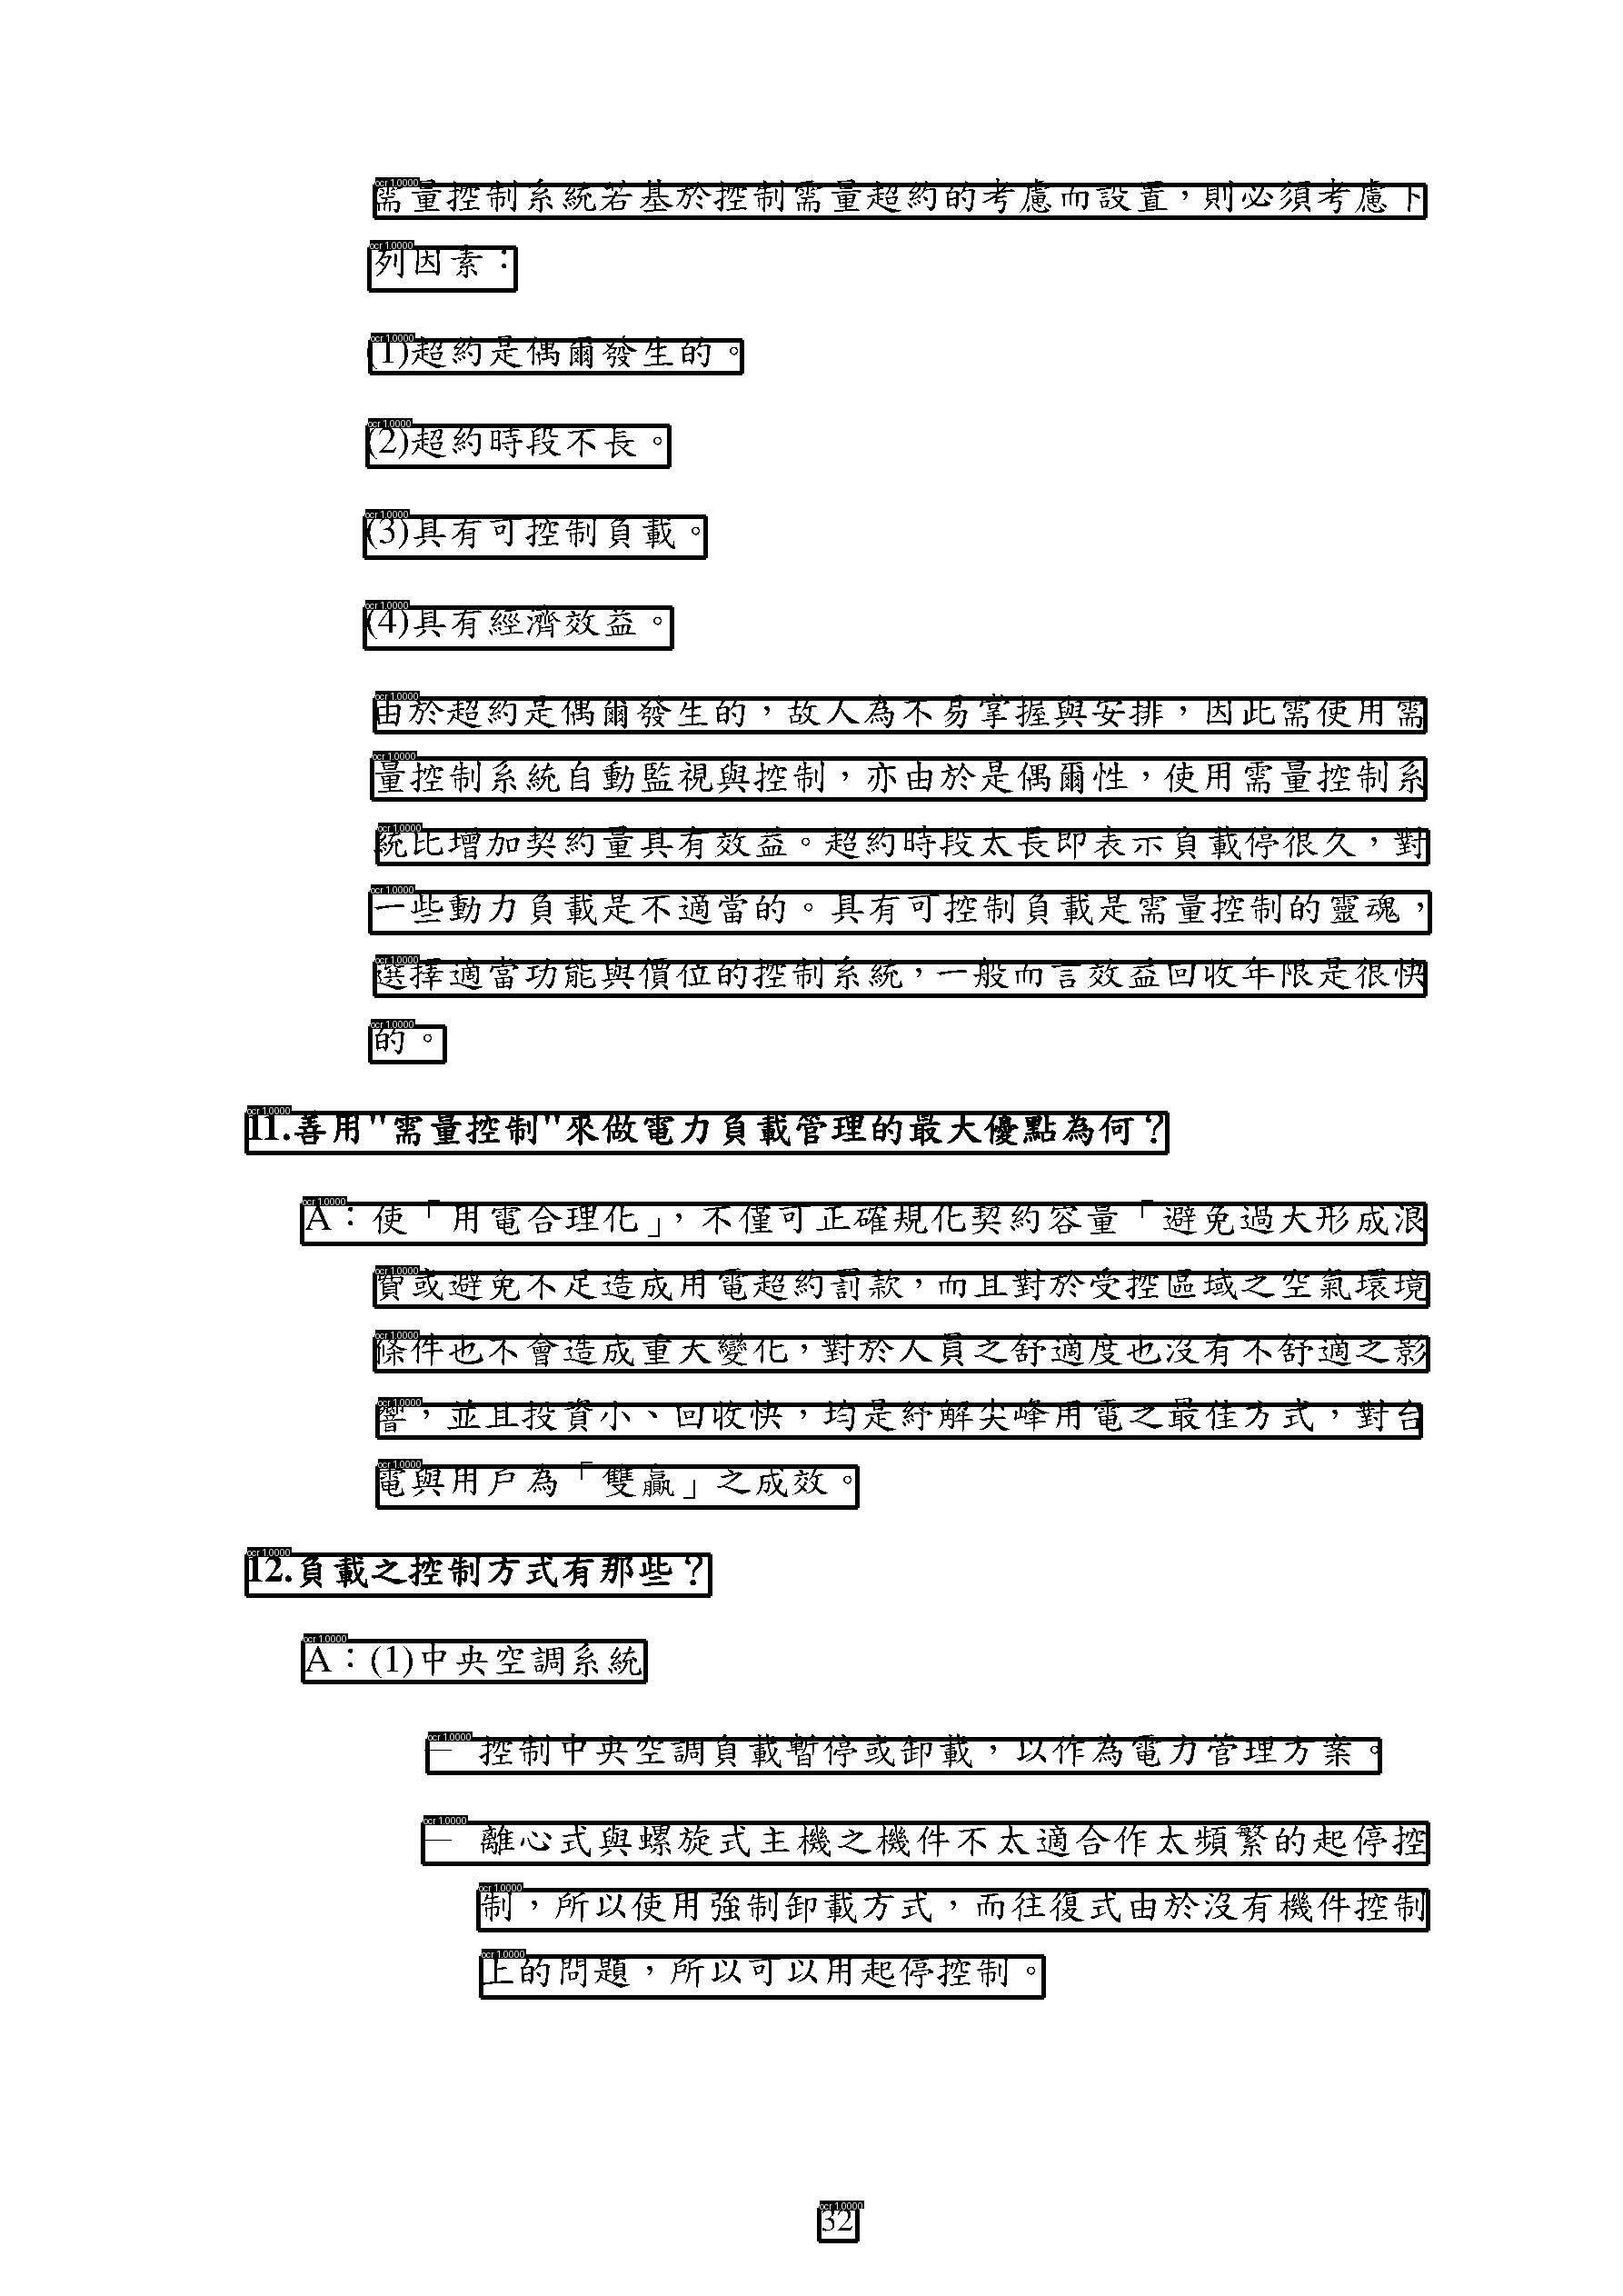 需量控制系統若基於控制需量超約的考慮而設置，則必須考慮下
列因素：
(1)超約是偶爾發生的。
(2)超約時段不長。
(3)具有可控制負載。
(4)具有經濟效益。
由於超約是偶爾發生的，故人為不易掌握與安排，因此需使用需
量控制系統自動監視與控制，亦由於是偶爾性，使用需量控制系
統比增加契約量具有效益。超約時段太長即表示負載停很久，對
一些動力負載是不適當的。具有可控制負載是需量控制的靈魂，
選擇適當功能與價位的控制系統，一般而言效益回收年限是很快
的。
11.善用"需量控制"來做電力負載管理的最大優點為何？
A：使「用電合理化」，不僅可正確規化契約容量「避免過大形成浪
費或避免不足造成用電超約罰款，而且對於受控區域之空氣環境
條件也不會造成重大變化，對於人員之舒適度也沒有不舒適之影
響，並且投資小、回收快，均是紓解尖峰用電之最佳方式，對台
電與用戶為「雙贏」之成效。
12.負載之控制方式有那些？
A：(1)中央空調系統
— 控制中央空調負載暫停或卸載，以作為電力管理方案。
— 離心式與螺旋式主機之機件不太適合作太頻繁的起停控
制，所以使用強制卸載方式，而往復式由於沒有機件控制
上的問題，所以可以用起停控制。
32